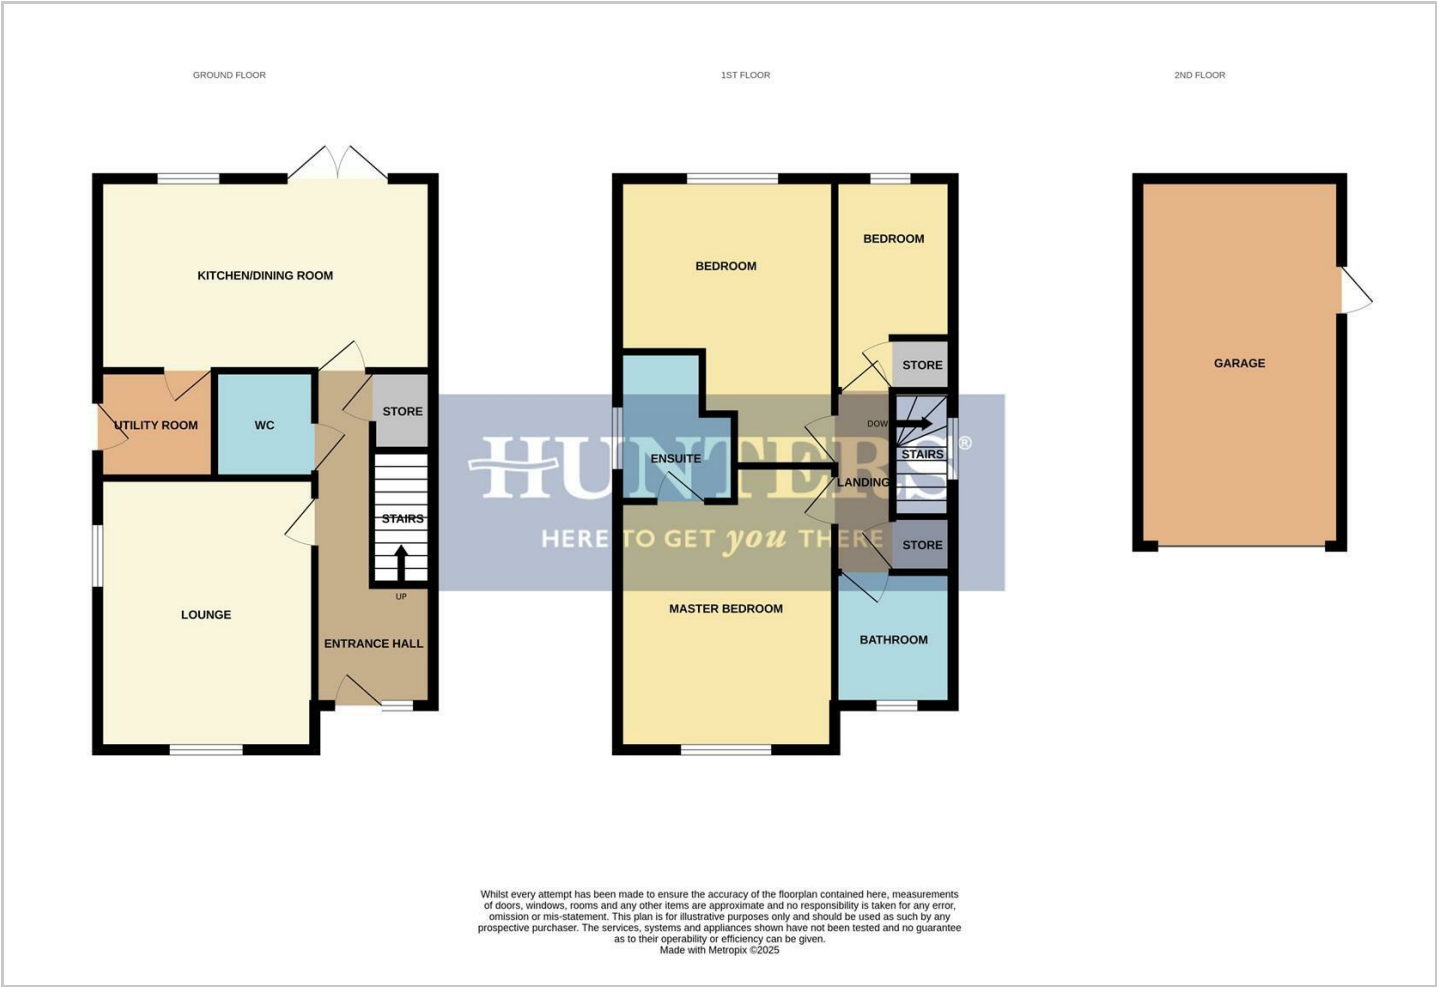 GROUND FLOOR
1ST FLOOR
2ND FLOOR
KITCHEN/DINING ROOM
UTILITY ROOM
WC
STORE
STAIRS
UP
LOUNGE
ENTRANCE HALL
BEDROOM
BEDROOM
STORE
DOW
STAIRS
ENSUITE
LANDING
STORE
MASTER BEDROOM
BATHROOM
GARAGE
HUNTERS®
HERE TO GET you THERE
Whilst every attempt has been made to ensure the accuracy of the floorplan contained here, measurements
of doors, windows, rooms and any other items are approximate and no responsibility is taken for any error,
omission or mis-statement. This plan is for illustrative purposes only and should be used as such by any
prospective purchaser. The services, systems and appliances shown have not been tested and no guarantee
as to their operability or efficiency can be given.
Made with Metropix ©2025